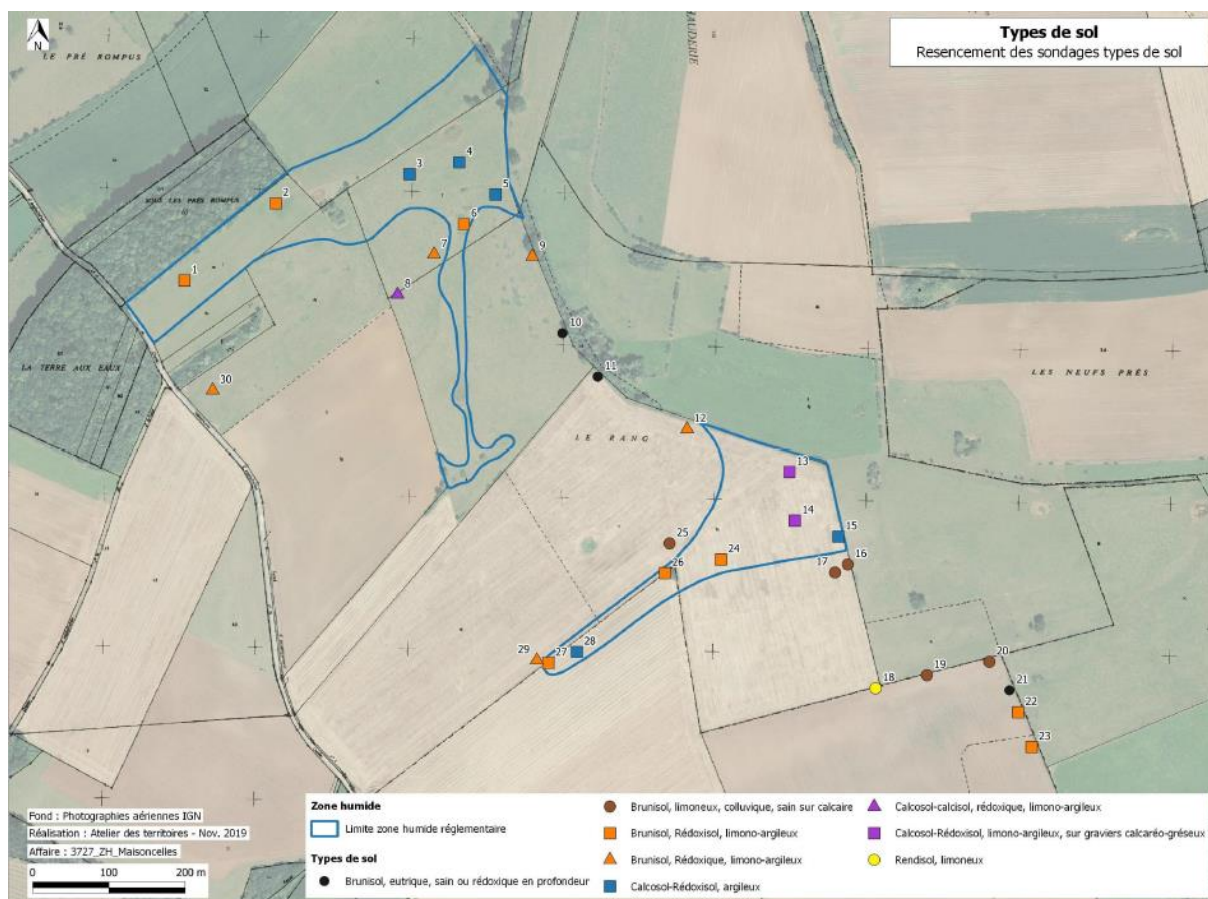 Types de sol
Resencement des sondages types de sol
N
LE PRÉ ROMPUS
AUDERIE
SOUS LES PRÉS ROMPUS
LA TERRE AUX EAUX
LE RANG
LES NEUFS PRÉS
1
2
3
4
5
6
7
8
9
10
11
12
13
14
15
16
17
18
19
20
21
22
23
24
25
26
27
28
29
30
Fond : Photographies aériennes IGN
Réalisation : Atelier des territoires - Nov. 2019
Affaire : 3727_ZH_Maisoncelles
0 100 200 m
Zone humide
Limite zone humide réglementaire
Types de sol
Brunisol, eutrique, sain ou rédoxique en profondeur
Brunisol, limoneux, colluvique, sain sur calcaire
Brunisol, Rédoxisol, limono-argileux
Brunisol, Rédoxique, limono-argileux
Calcosol-Rédoxisol, argileux
Calcosol-calcisol, rédoxique, limono-argileux
Calcosol-Rédoxisol, limono-argileux, sur graviers calcaréo-gréseux
Rendisol, limoneux